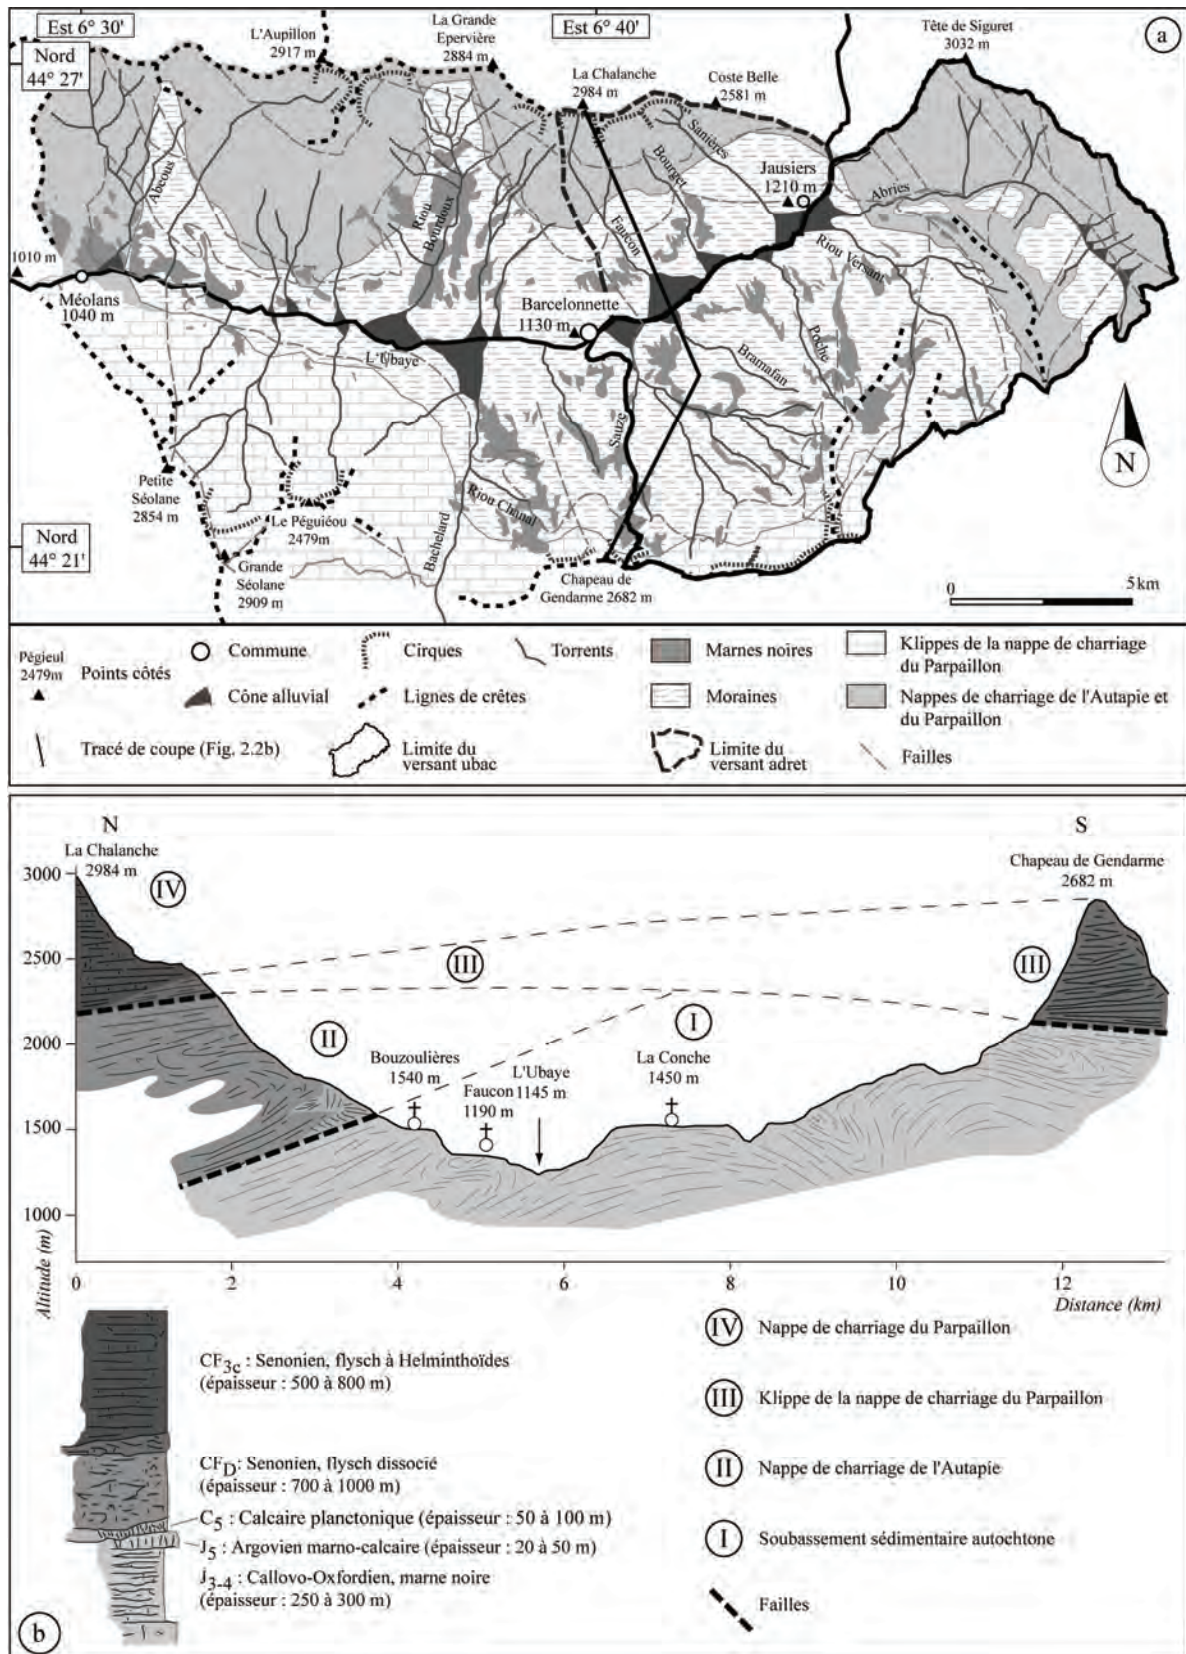 Est 6° 30'
Est 6° 40'
a
Nord
44° 27'
L'Aupillon
2917 m
La Grande
Epervière
2884 m
La Chalanche
2984 m
Coste Belle
2581 m
Tête de Siguret
3032 m
Abéous
Riou
Bourdoux
Faucon
Bourget
Sanières
Jausiers
1210 m
Abriès
Riou Versant
1010 m
Méolans
1040 m
Barcelonnette
1130 m
L'Ubaye
Poche
Bramafan
Sauze
N
Petite
Séolane
2854 m
Le Péguiéou
2479m
Riou Chanal
Bachelard
Nord
44° 21'
Grande
Séolane
2909 m
Chapeau de
Gendarme 2682 m
0
5 km
Pégieul
2479m
Points côtés
Commune
Cirques
Torrents
Marnes noires
Klippes de la nappe de charriage
du Parpaillon
Cône alluvial
Lignes de crêtes
Moraines
Nappes de charriage de l'Autapie et
du Parpaillon
Tracé de coupe (Fig. 2.2b)
Limite du
versant ubac
Limite du
versant adret
Failles
N
S
La Chalanche
2984 m
Chapeau de Gendarme
2682 m
3000
2500
2000
1500
1000
Altitude (m)
IV
III
III
II
I
Bouzoulières
1540 m
Faucon
1190 m
L'Ubaye
1145 m
La Conche
1450 m
0
2
4
6
8
10
12
Distance (km)
CF3c : Senonien, flysch à Helminthoïdes
(épaisseur : 500 à 800 m)
CFD: Senonien, flysch dissocié
(épaisseur : 700 à 1000 m)
C5 : Calcaire planctonique (épaisseur : 50 à 100 m)
J5 : Argovien marno-calcaire (épaisseur : 20 à 50 m)
J3-4 : Callovo-Oxfordien, marne noire
(épaisseur : 250 à 300 m)
IV Nappe de charriage du Parpaillon
III Klippe de la nappe de charriage du Parpaillon
II Nappe de charriage de l'Autapie
I Soubassement sédimentaire autochtone
Failles
b